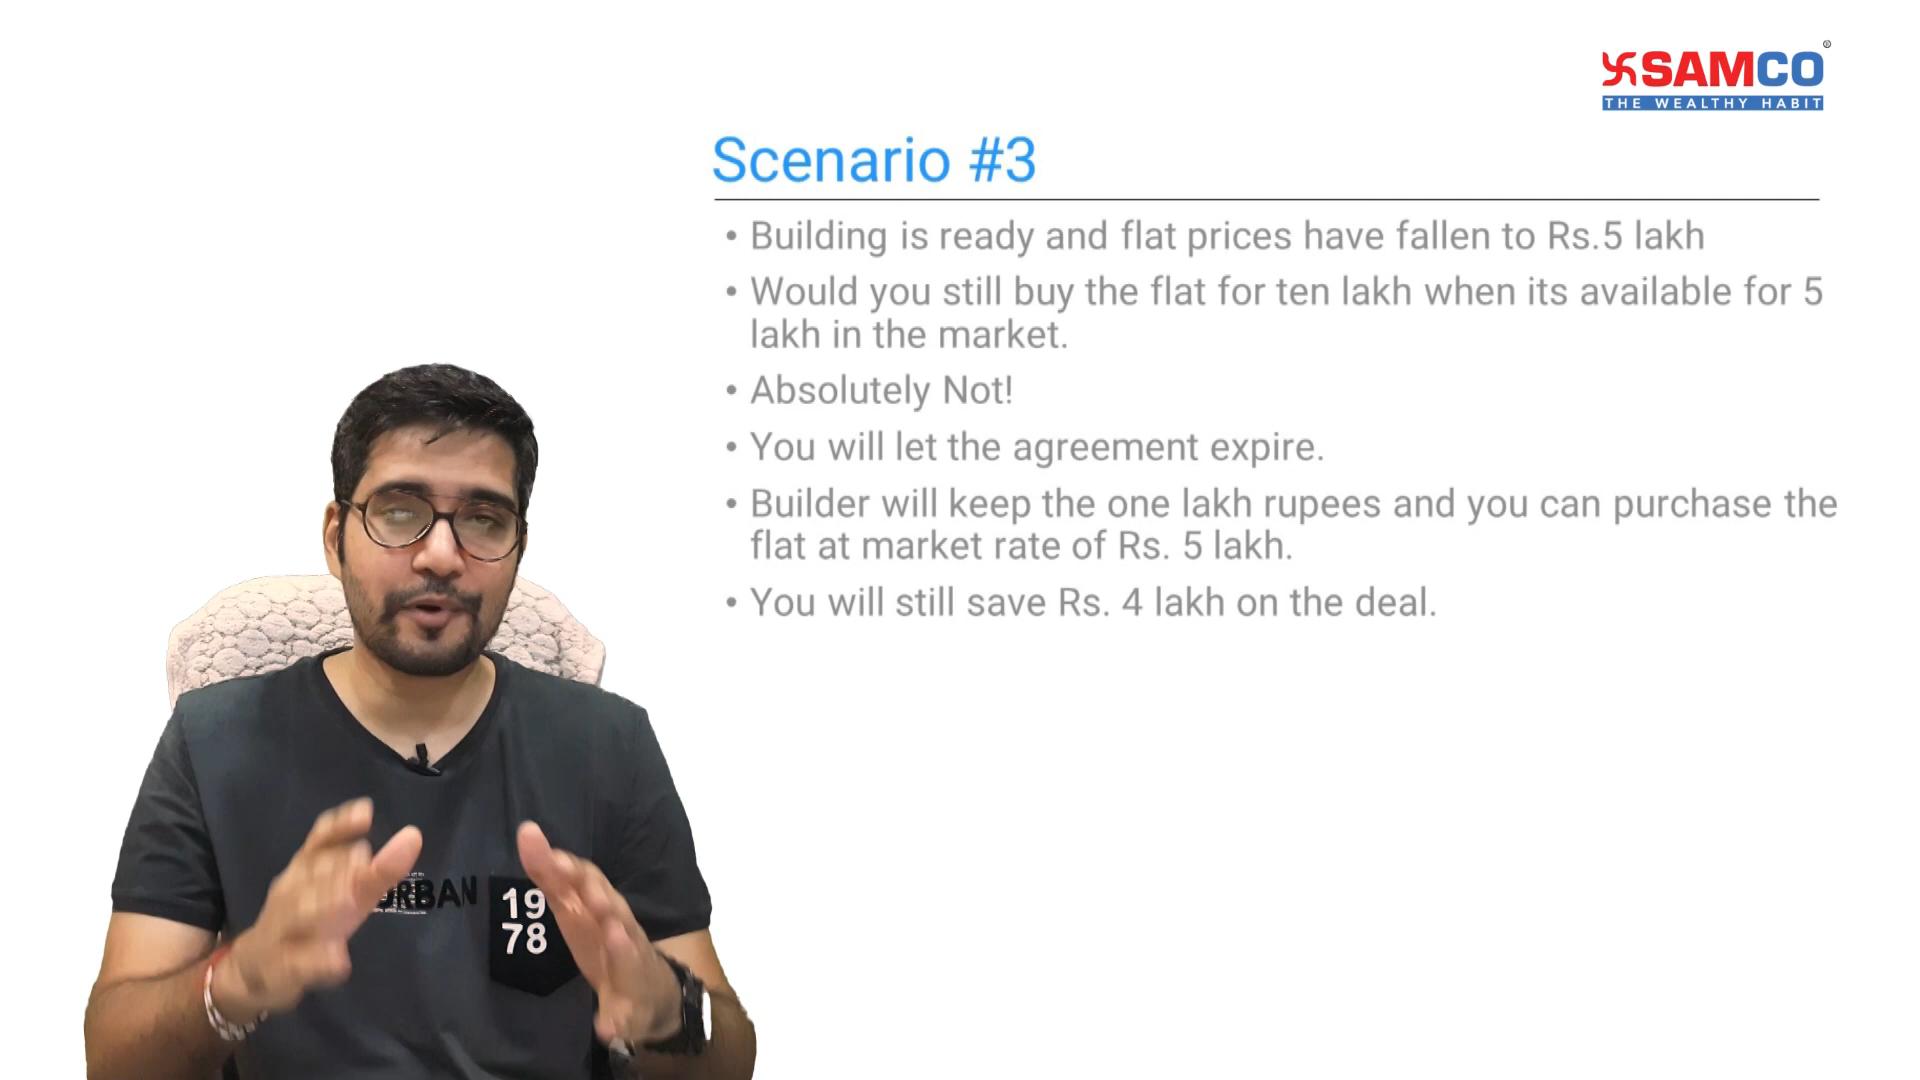 SAMCO®
THE WEALTHY HABIT
Scenario #3
• Building is ready and flat prices have fallen to Rs.5 lakh
• Would you still buy the flat for ten lakh when its available for 5
lakh in the market.
• Absolutely Not!
• You will let the agreement expire.
• Builder will keep the one lakh rupees and you can purchase the
flat at market rate of Rs. 5 lakh.
• You will still save Rs. 4 lakh on the deal.
19
78